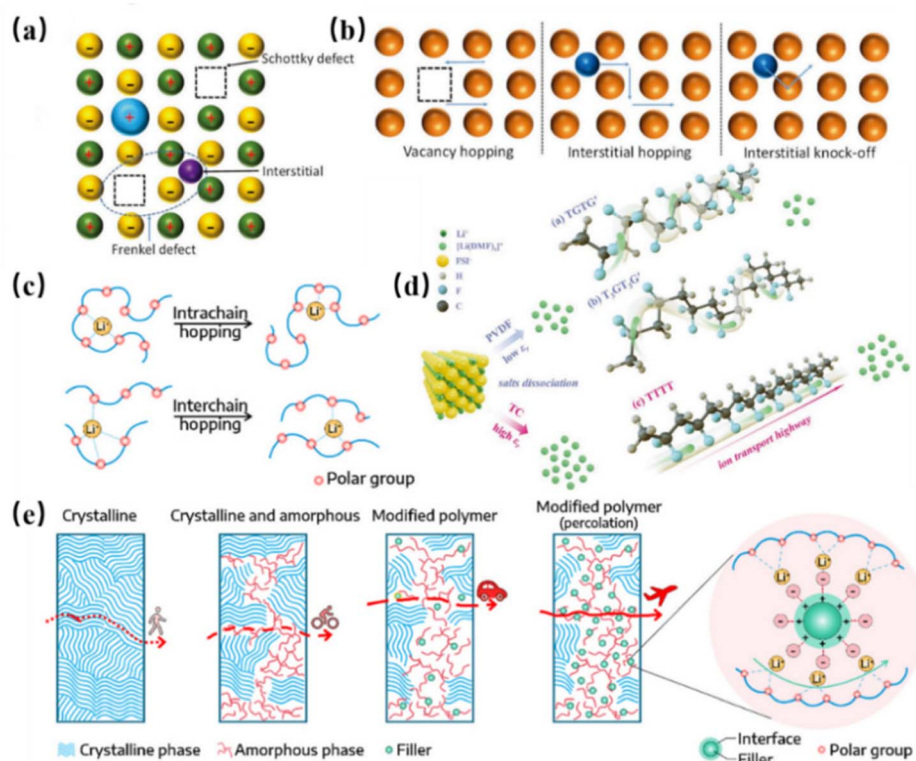 (a)
Schottky defect
Interstitial
Frenkel defect
(b)
Vacancy hopping
Interstitial hopping
Interstitial knock-off
(c)
Li⁺
Intrachain
hopping
Li⁺
Li⁺
Interchain
hopping
Li⁺
Polar group
(d)
Li⁺
[Li(DMF)ₓ]⁺
FSI⁻
H
F
C
(a) TGTG'
(b) T₃GT₃G'
(c) TTTT
PVDF
low εᵣ
salts dissociation
TC
high εᵣ
ion transport highway
(e)
Crystalline
Crystalline and amorphous
Modified polymer
Modified polymer
(percolation)
Li⁺ Li⁺ Li⁺
Li⁺ Li⁺ Li⁺
Crystalline phase
Amorphous phase
Filler
Interface
Filler
Polar group